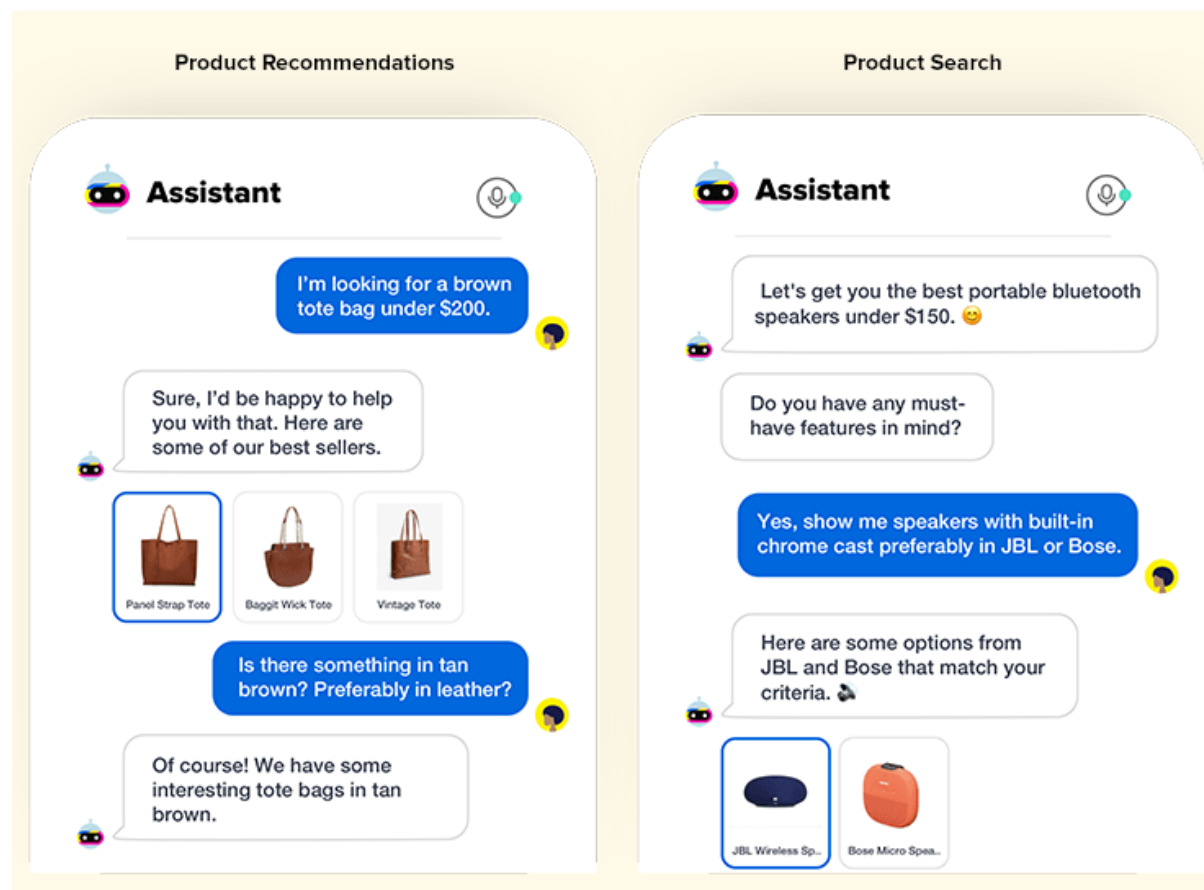 Product Recommendations
Assistant
I'm looking for a brown
tote bag under $200.
Sure, I'd be happy to help
you with that. Here are
some of our best sellers.
Panel Strap Tote
Baggit Wick Tote
Vintage Tote
Is there something in tan
brown? Preferably in leather?
Of course! We have some
interesting tote bags in tan
brown.
Product Search
Assistant
Let's get you the best portable bluetooth
speakers under $150. 😊
Do you have any must-
have features in mind?
Yes, show me speakers with built-in
chrome cast preferably in JBL or Bose.
Here are some options from
JBL and Bose that match your
criteria. 🔊
JBL Wireless Sp...
Bose Micro Spea...